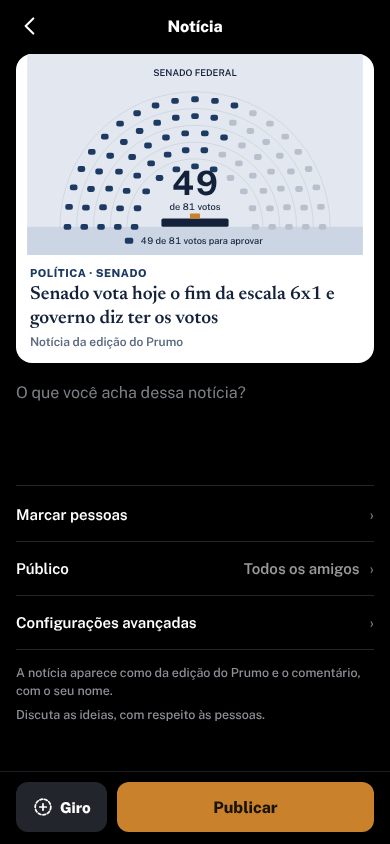 Notícia
SENADO FEDERAL
49
de 81 votos
49 de 81 votos para aprovar
POLÍTICA · SENADO
Senado vota hoje o fim da escala 6x1 e
governo diz ter os votos
Notícia da edição do Prumo
O que você acha dessa notícia?
Marcar pessoas
Público Todos os amigos
Configurações avançadas
A notícia aparece como da edição do Prumo e o comentário,
com o seu nome.
Discuta as ideias, com respeito às pessoas.
Giro
Publicar